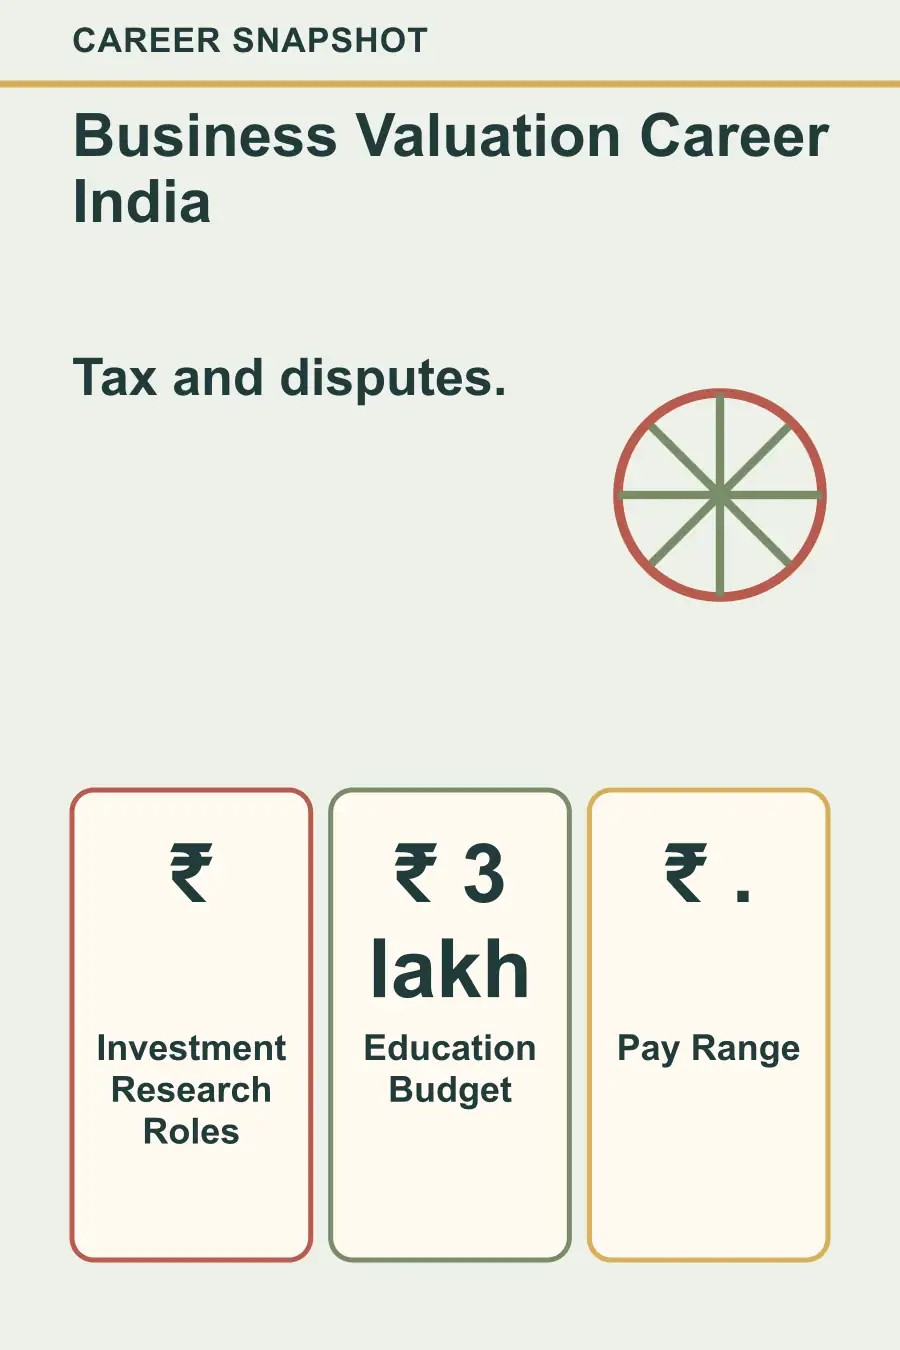 CAREER SNAPSHOT
Business Valuation Career
India
Tax and disputes.
₹
Investment
Research
Roles
₹ 3
lakh
Education
Budget
₹ .
Pay Range